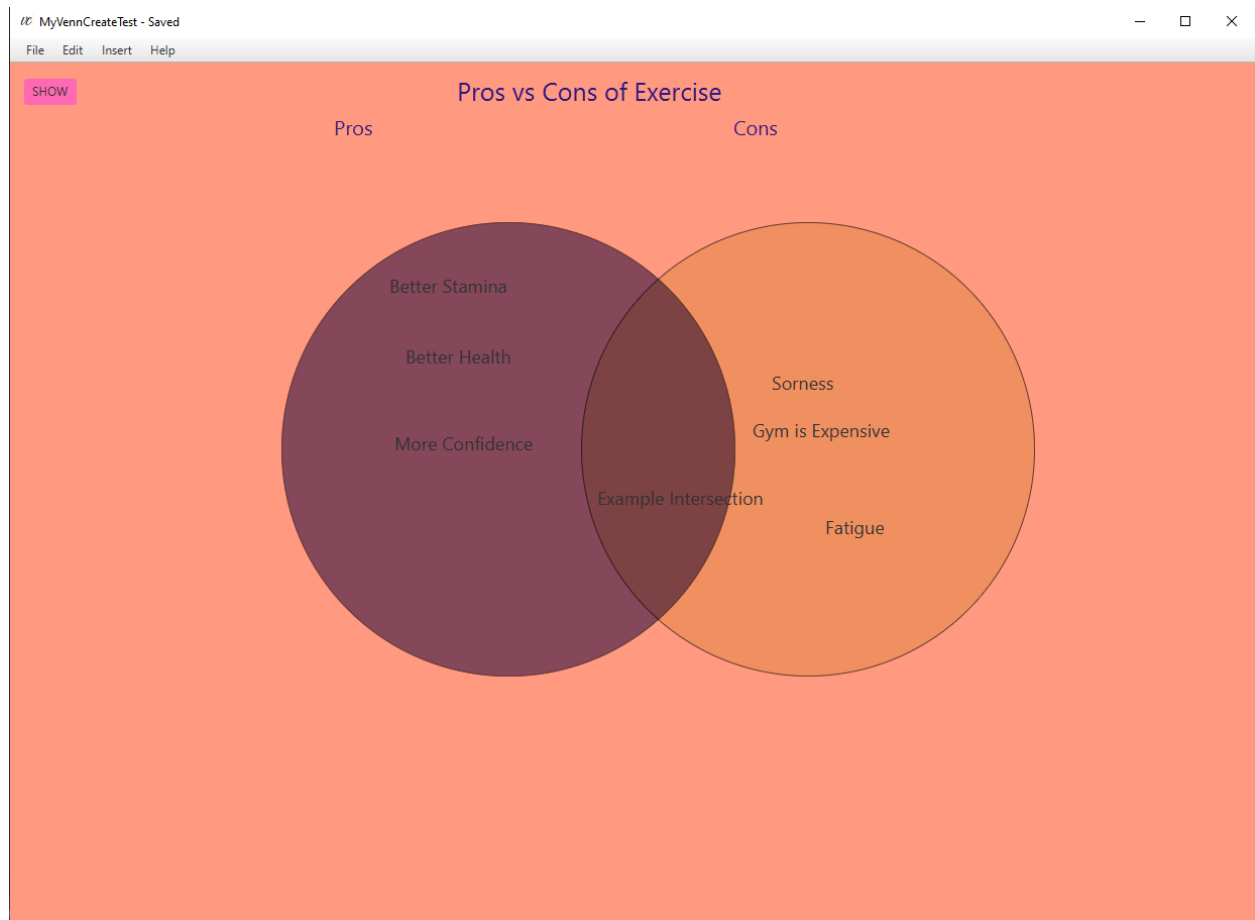 VC MyVennCreateTest - Saved
File Edit Insert Help
SHOW
Pros vs Cons of Exercise
Pros Cons
Better Stamina
Better Health
Sorness
Gym is Expensive
More Confidence
Example Intersection
Fatigue